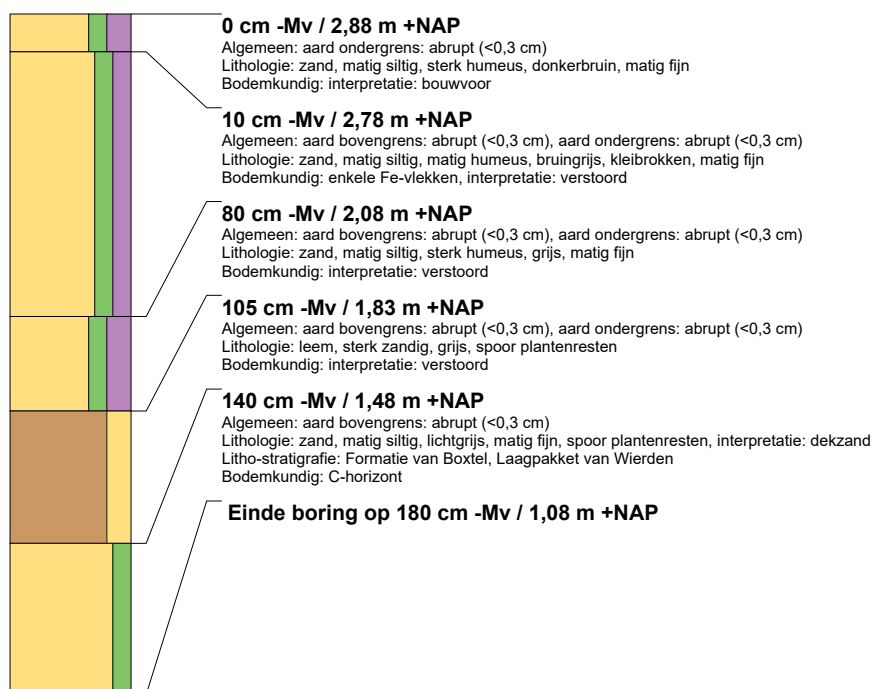 0 cm -Mv / 2,88 m +NAP
Algemeen: aard ondergrens: abrupt (<0,3 cm)
Lithologie: zand, matig siltig, sterk humeus, donkerbruin, matig fijn
Bodemkundig: interpretatie: bouwvoor
10 cm -Mv / 2,78 m +NAP
Algemeen: aard bovengrens: abrupt (<0,3 cm), aard ondergrens: abrupt (<0,3 cm)
Lithologie: zand, matig siltig, matig humeus, bruingrijs, kleibrokken, matig fijn
Bodemkundig: enkele Fe-vlekken, interpretatie: verstoord
80 cm -Mv / 2,08 m +NAP
Algemeen: aard bovengrens: abrupt (<0,3 cm), aard ondergrens: abrupt (<0,3 cm)
Lithologie: zand, matig siltig, sterk humeus, grijs, matig fijn
Bodemkundig: interpretatie: verstoord
105 cm -Mv / 1,83 m +NAP
Algemeen: aard bovengrens: abrupt (<0,3 cm), aard ondergrens: abrupt (<0,3 cm)
Lithologie: leem, sterk zandig, grijs, spoor plantenresten
Bodemkundig: interpretatie: verstoord
140 cm -Mv / 1,48 m +NAP
Algemeen: aard bovengrens: abrupt (<0,3 cm)
Lithologie: zand, matig siltig, lichtgrijs, matig fijn, spoor plantenresten, interpretatie: dekzand
Litho-stratigrafie: Formatie van Boxtel, Laagpakket van Wierden
Bodemkundig: C-horizont
Einde boring op 180 cm -Mv / 1,08 m +NAP